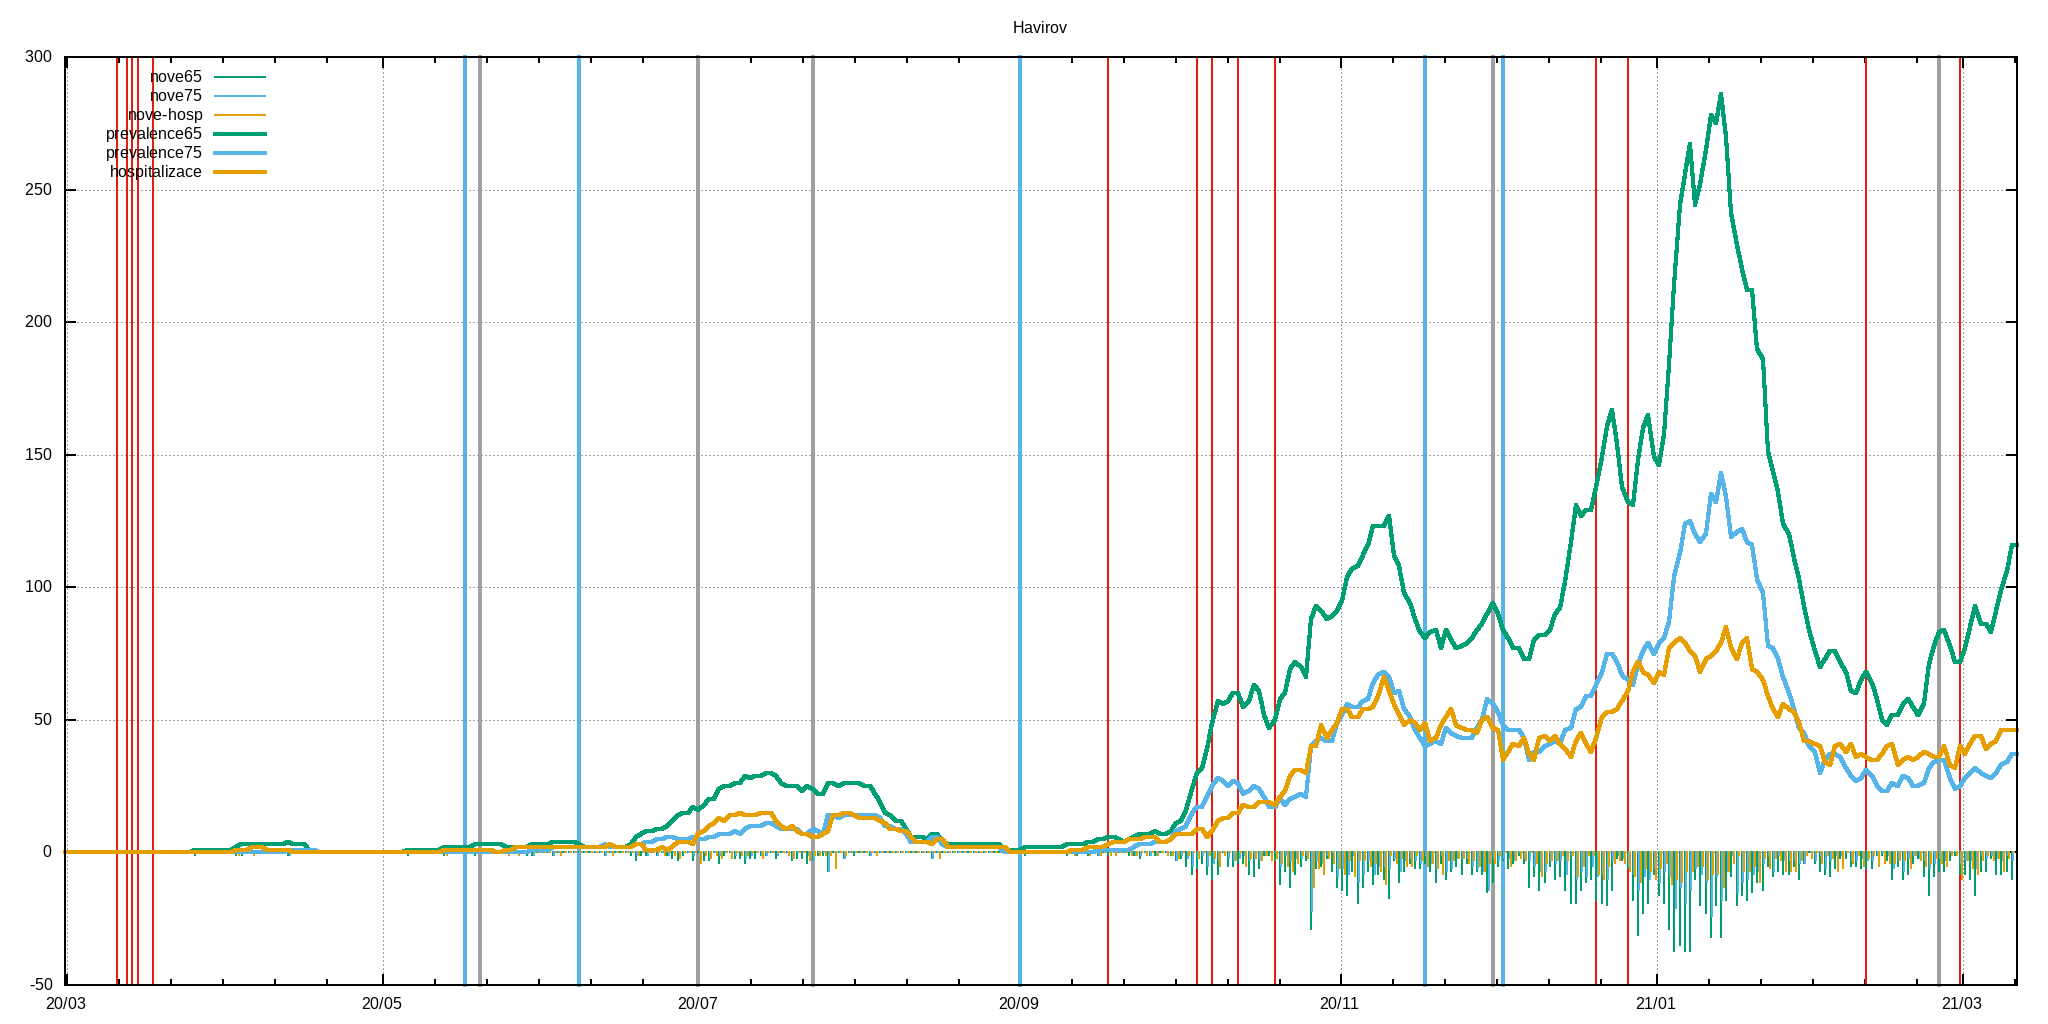 Havirov
300
nove65
nove75
nove-hosp
prevalence65
prevalence75
hospitalizace
250
200
150
100
50
0
-50
20/03 20/05 20/07 20/09 20/11 21/01 21/03